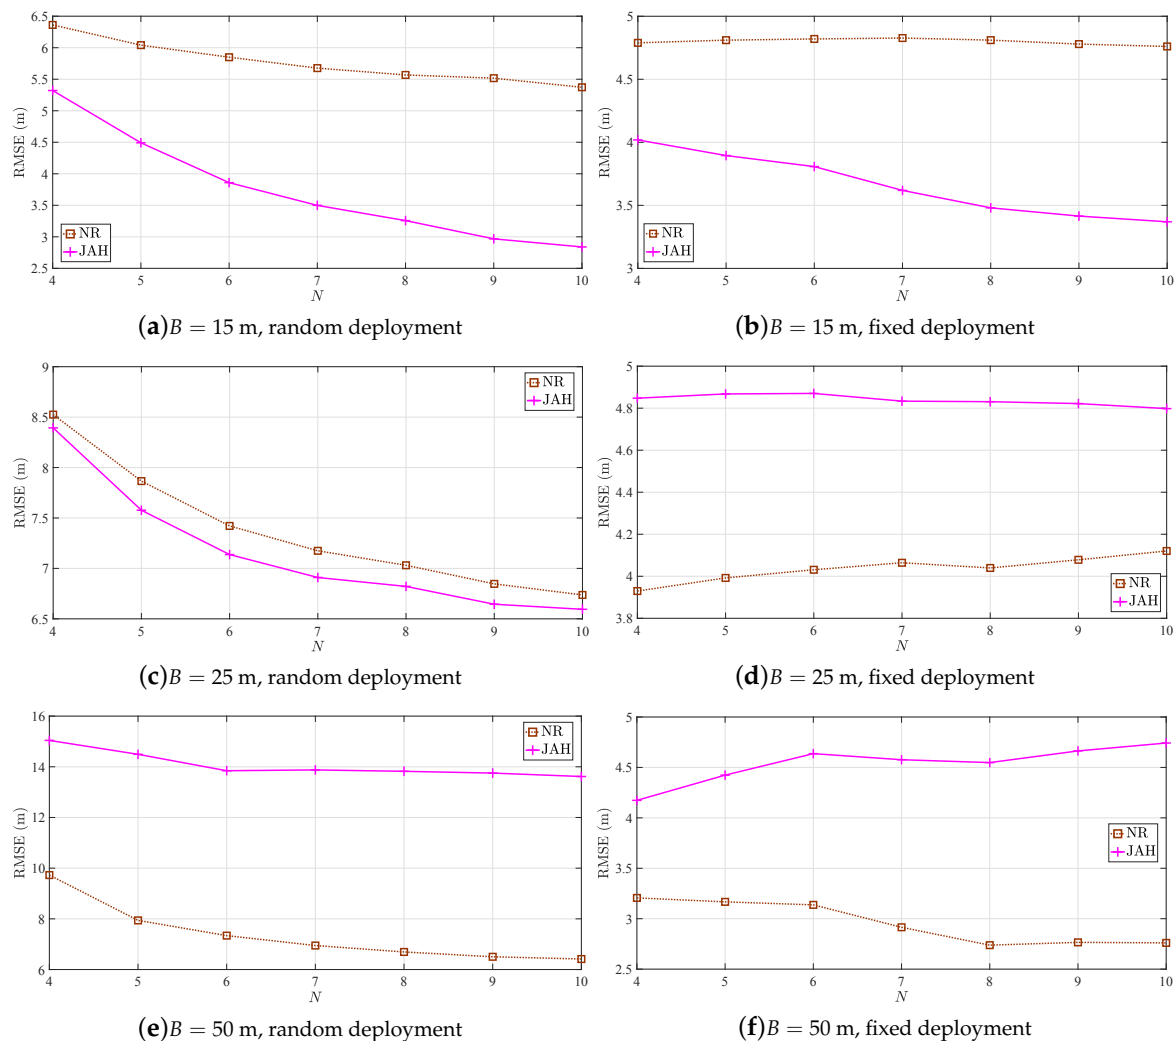 6.5
6
5.5
5
4.5
4
3.5
3
2.5
RMSE (m)
NR
JAH
4 5 6 7 8 9 10
N
(a)B = 15 m, random deployment
5
4.5
4
3.5
3
RMSE (m)
NR
JAH
4 5 6 7 8 9 10
N
(b)B = 15 m, fixed deployment
9
8.5
8
7.5
7
6.5
RMSE (m)
NR
JAH
4 5 6 7 8 9 10
N
(c)B = 25 m, random deployment
5
4.8
4.6
4.4
4.2
4
3.8
RMSE (m)
NR
JAH
4 5 6 7 8 9 10
N
(d)B = 25 m, fixed deployment
16
14
12
10
8
6
RMSE (m)
NR
JAH
4 5 6 7 8 9 10
N
(e)B = 50 m, random deployment
5
4.5
4
3.5
3
2.5
RMSE (m)
NR
JAH
4 5 6 7 8 9 10
N
(f)B = 50 m, fixed deployment